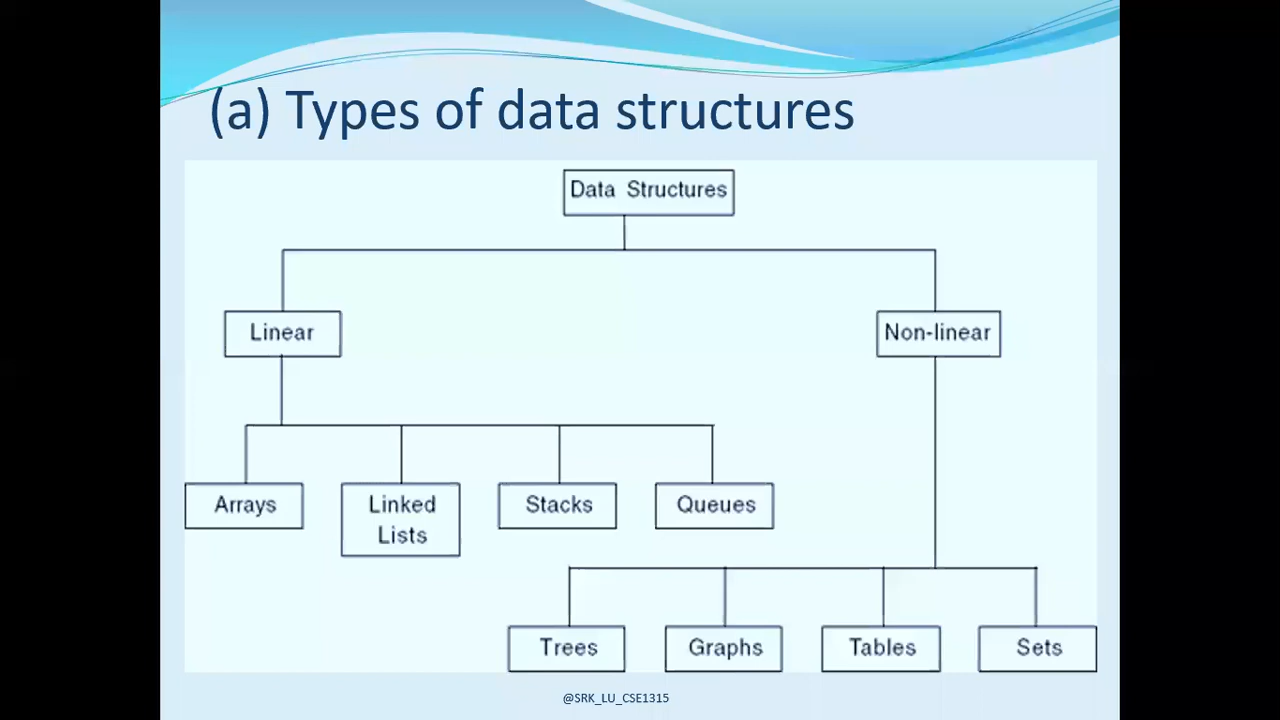 (a) Types of data structures
Data Structures
Linear
Non-linear
Arrays
Linked
Lists
Stacks
Queues
Trees
Graphs
Tables
Sets
@SRK_LU_CSE1315